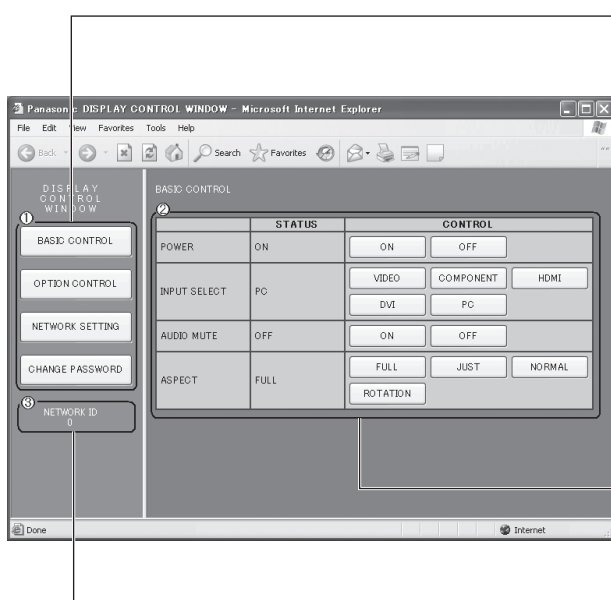 Panasonic DISPLAY CONTROL WINDOW - Microsoft Internet Explorer
File Edit View Favorites Tools Help
Back Search Favorites
DISPLAY
CONTROL
WINDOW
①
BASIC CONTROL
OPTION CONTROL
NETWORK SETTING
CHANGE PASSWORD
③
NETWORK ID
0
BASIC CONTROL
②
STATUS CONTROL
POWER ON ON OFF
INPUT SELECT PC VIDEO COMPONENT HDMI
DVI PC
AUDIO MUTE OFF ON OFF
ASPECT FULL FULL JUST NORMAL
ROTATION
Done Internet